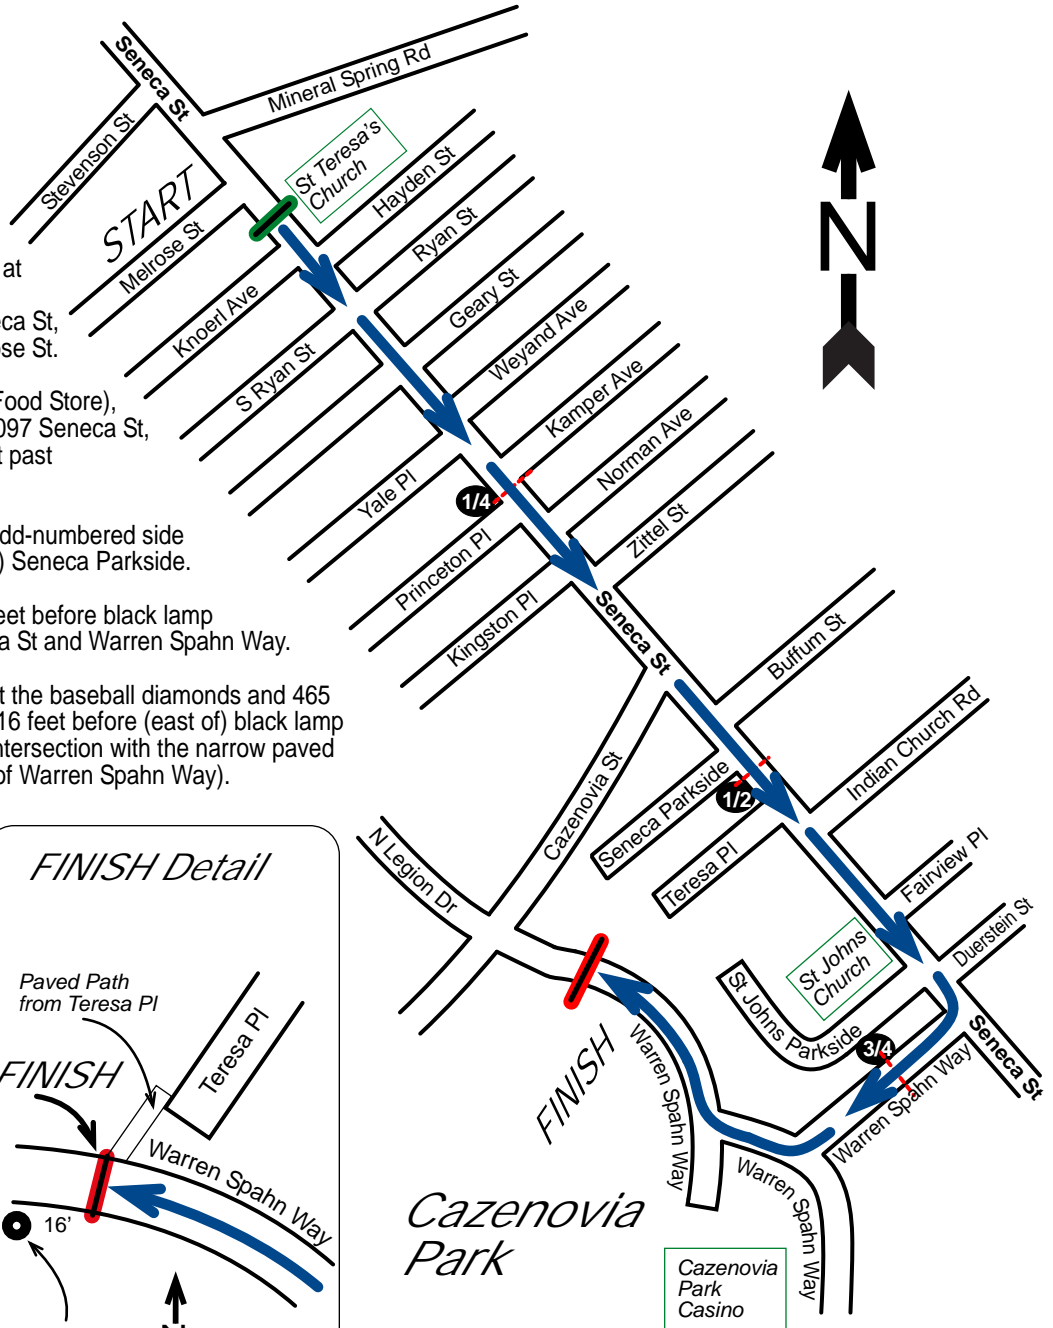 Seneca St
Mineral Spring Rd
Stevenson St
START
St Teresa's
Church
Hayden St
Melrose St
Ryan St
N
at
Knoerl Ave
Geary St
eca St,
ose St.
S Ryan St
Weyand Ave
Food Store),
097 Seneca St,
t past
Kamper Ave
Norman Ave
Yale Pl
1/4
Zittel St
odd-numbered side
) Seneca Parkside.
Princeton Pl
eet before black lamp
a St and Warren Spahn Way.
Kingston Pl
Seneca St
Buffum St
t the baseball diamonds and 465
16 feet before (east of) black lamp
ntersection with the narrow paved
of Warren Spahn Way).
Indian Church Rd
Cazenovia St
Seneca Parkside
1/2
Teresa Pl
N Legion Dr
Fairview Pl
Duerstein St
St Johns
Church
St Johns Parkside
3/4
Seneca St
Warren Spahn Way
FINISH
Warren Spahn Way
Warren Spahn Way
Cazenovia
Park
Cazenovia
Park
Casino
FINISH Detail
Paved Path
from Teresa Pl
Teresa Pl
FINISH
Warren Spahn Way
16'
N